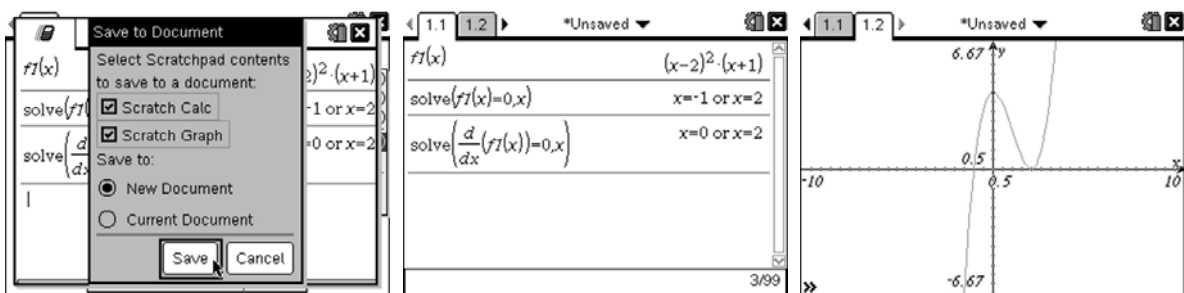 Save to Document
f1(x)
2)²·(x+1)
Select Scratchpad contents
to save to a document:
solve(f1(
Scratch Calc
-1 or x=2
Scratch Graph
solve(d/dx
=0 or x=2
Save to:
New Document
Current Document
Save
Cancel
1.1 1.2 *Unsaved
f1(x)
(x-2)²·(x+1)
solve(f1(x)=0,x)
x=-1 or x=2
solve(d/dx(f1(x))=0,x)
x=0 or x=2
3/99
1.1 1.2 *Unsaved
6.67 y
0.5
x
-10
0.5
10
-6.67